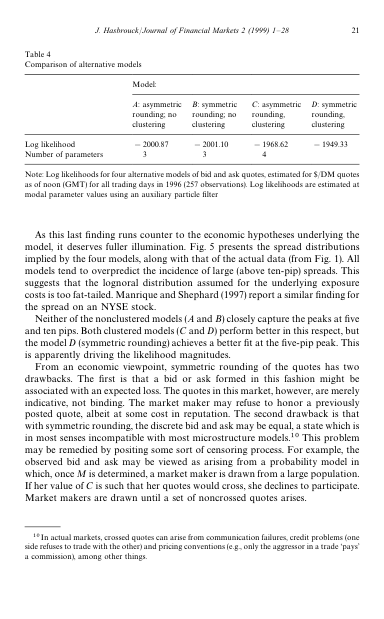 J. Hasbrouck/Journal of Financial Markets 2 (1999) 1–28 21
Table 4
Comparison of alternative models
Model:
A: asymmetric rounding; no clustering
B: symmetric rounding; no clustering
C: asymmetric rounding, clustering
D: symmetric rounding, clustering
Log likelihood − 2000.87 − 2001.10 − 1968.62 − 1949.33
Number of parameters 3 3 4
Note: Log likelihoods for four alternative models of bid and ask quotes, estimated for $/DM quotes
as of noon (GMT) for all trading days in 1996 (257 observations). Log likelihoods are estimated at
modal parameter values using an auxiliary particle filter
As this last finding runs counter to the economic hypotheses underlying the
model, it deserves fuller illumination. Fig. 5 presents the spread distributions
implied by the four models, along with that of the actual data (from Fig. 1). All
models tend to overpredict the incidence of large (above ten-pip) spreads. This
suggests that the lognoral distribution assumed for the underlying exposure
costs is too fat-tailed. Manrique and Shephard (1997) report a similar finding for
the spread on an NYSE stock.
Neither of the nonclustered models (A and B) closely capture the peaks at five
and ten pips. Both clustered models (C and D) perform better in this respect, but
the model D (symmetric rounding) achieves a better fit at the five-pip peak. This
is apparently driving the likelihood magnitudes.
From an economic viewpoint, symmetric rounding of the quotes has two
drawbacks. The first is that a bid or ask formed in this fashion might be
associated with an expected loss. The quotes in this market, however, are merely
indicative, not binding. The market maker may refuse to honor a previously
posted quote, albeit at some cost in reputation. The second drawback is that
with symmetric rounding, the discrete bid and ask may be equal, a state which is
in most senses incompatible with most microstructure models.10 This problem
may be remedied by positing some sort of censoring process. For example, the
observed bid and ask may be viewed as arising from a probability model in
which, once M is determined, a market maker is drawn from a large population.
If her value of C is such that her quotes would cross, she declines to participate.
Market makers are drawn until a set of noncrossed quotes arises.
10 In actual markets, crossed quotes can arise from communication failures, credit problems (one
side refuses to trade with the other) and pricing conventions (e.g., only the aggressor in a trade ‘pays’
a commission), among other things.